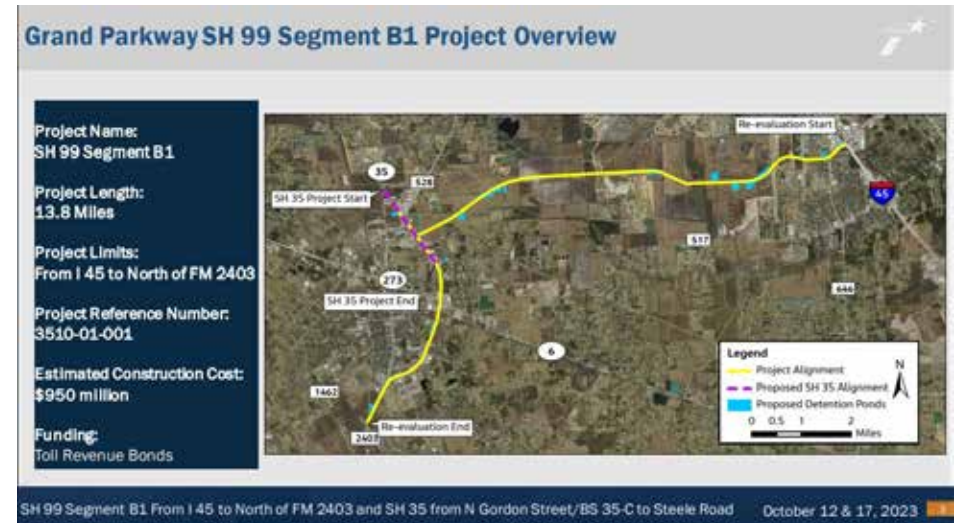 Grand Parkway SH 99 Segment B1 Project Overview
Project Name:
SH 99 Segment B1
Project Length:
13.8 Miles
Project Limits:
From I 45 to North of FM 2403
Project Reference Number:
3510-01-001
Estimated Construction Cost:
$950 million
Funding:
Toll Revenue Bonds
Re-evaluation Start
35
528
45
SH 35 Project Start
517
273
646
SH 35 Project End
6
1462
Re-evaluation End
2403
Legend
Project Alignment
Proposed SH 35 Alignment
Proposed Detention Ponds
N
0 0.5 1 2
Miles
SH 99 Segment B1 From I 45 to North of FM 2403 and SH 35 from N Gordon Street/BS 35-C to Steele Road
October 12 & 17, 2023